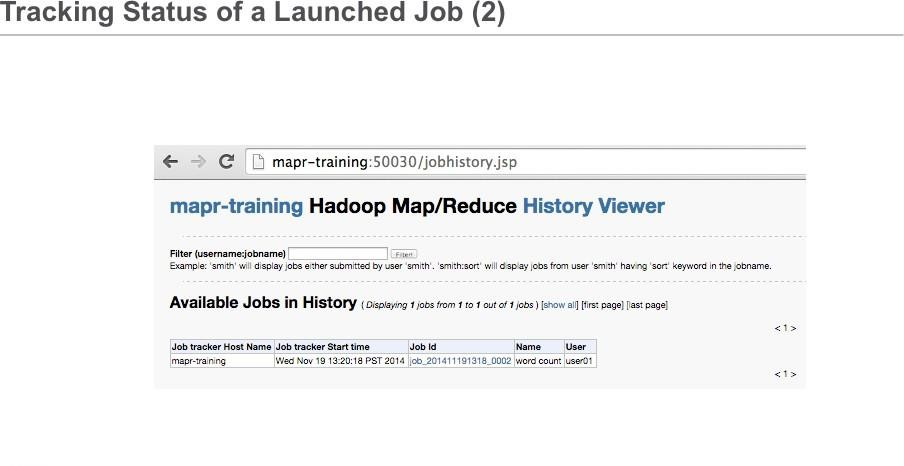 Tracking Status of a Launched Job (2)
mapr-training:50030/jobhistory.jsp
mapr-training Hadoop Map/Reduce History Viewer
Filter (username:jobname) Filter!
Example: 'smith' will display jobs either submitted by user 'smith'. 'smith:sort' will display jobs from user 'smith' having 'sort' keyword in the jobname.
Available Jobs in History ( Displaying 1 jobs from 1 to 1 out of 1 jobs ) [show all] [first page] [last page]
< 1 >
Job tracker Host Name Job tracker Start time Job Id Name User
mapr-training Wed Nov 19 13:20:18 PST 2014 job_201411191318_0002 word count user01
< 1 >